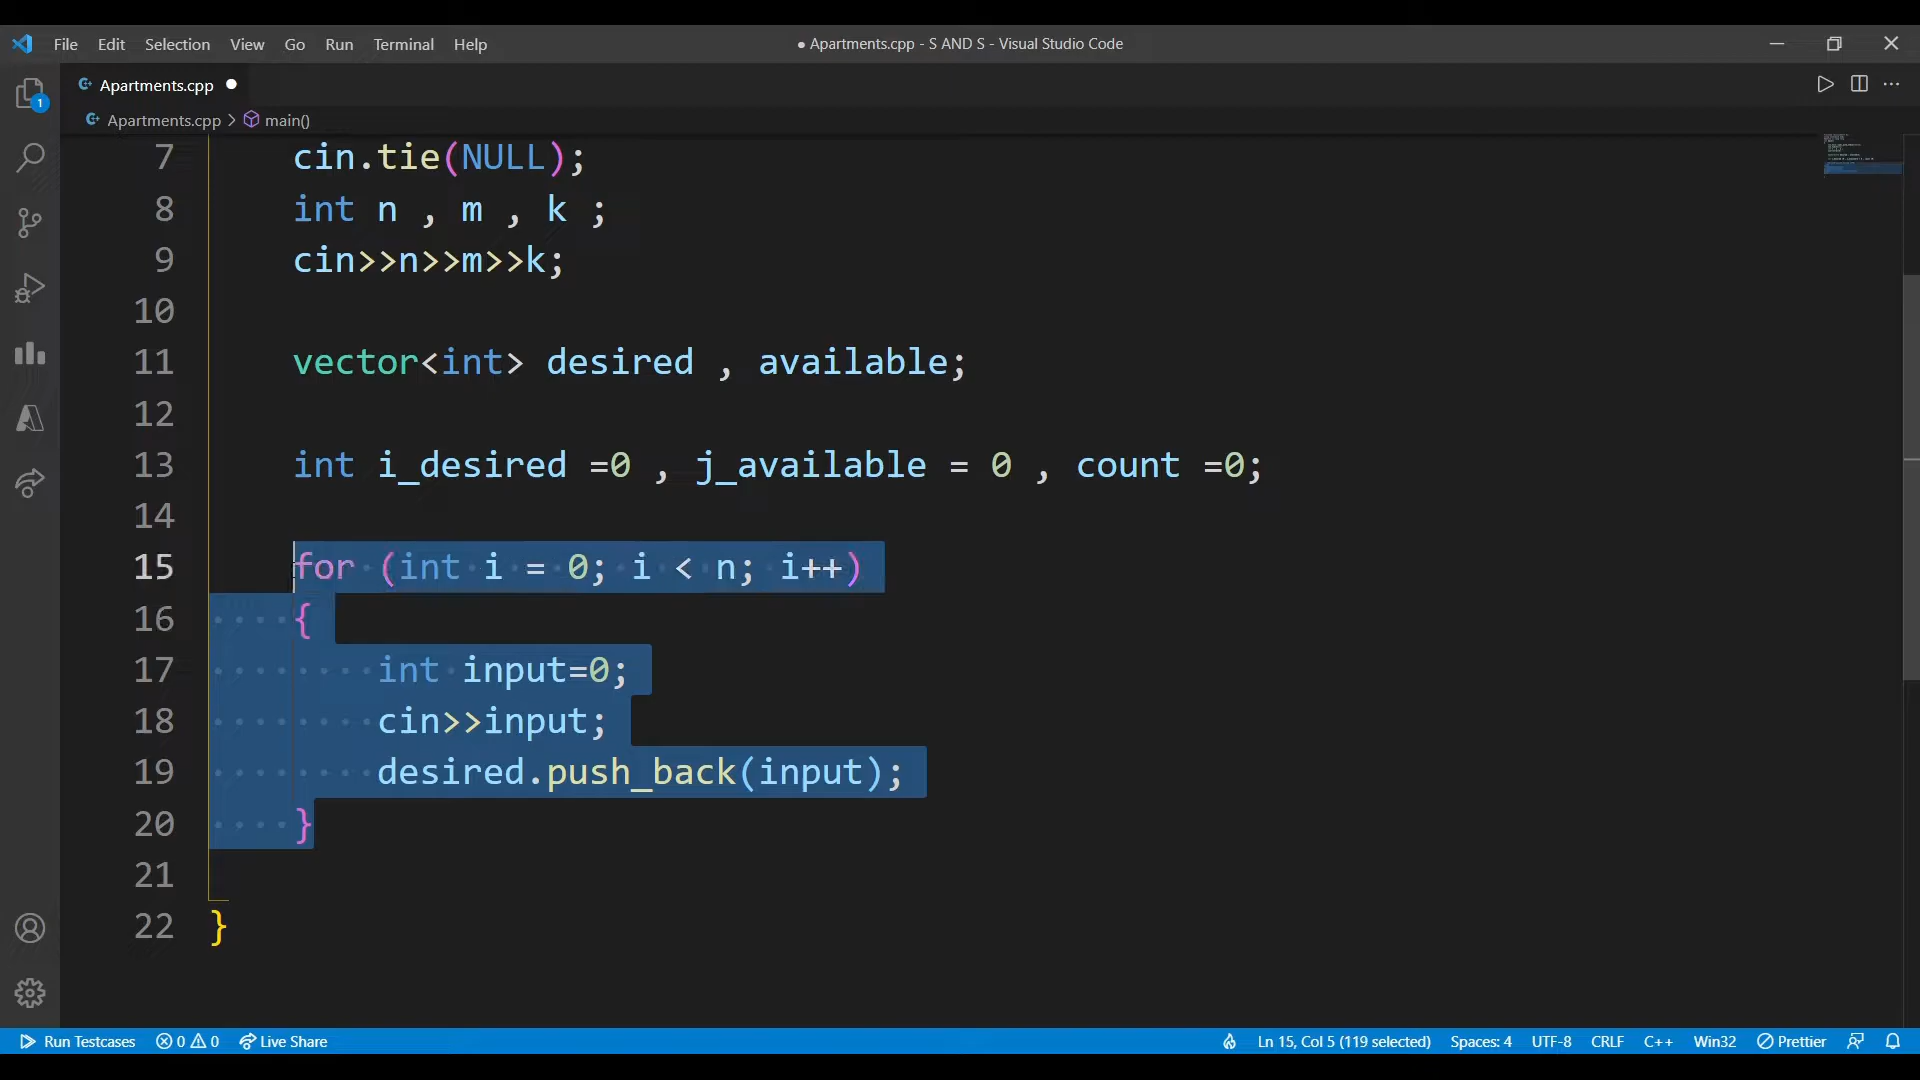 File Edit Selection View Go Run Terminal Help
● Apartments.cpp - S AND S - Visual Studio Code
Apartments.cpp ●
Apartments.cpp > main()
1
7 cin.tie(NULL);
8 int n , m , k ;
9 cin>>n>>m>>k;
10
11 vector<int> desired , available;
12
13 int i_desired =0 , j_available = 0 , count =0;
14
15 for (int i = 0; i < n; i++)
16 {
17 int input=0;
18 cin>>input;
19 desired.push_back(input);
20 }
21
22 }
Run Testcases 0 0 Live Share
Ln 15, Col 5 (119 selected) Spaces: 4 UTF-8 CRLF C++ Win32 Prettier